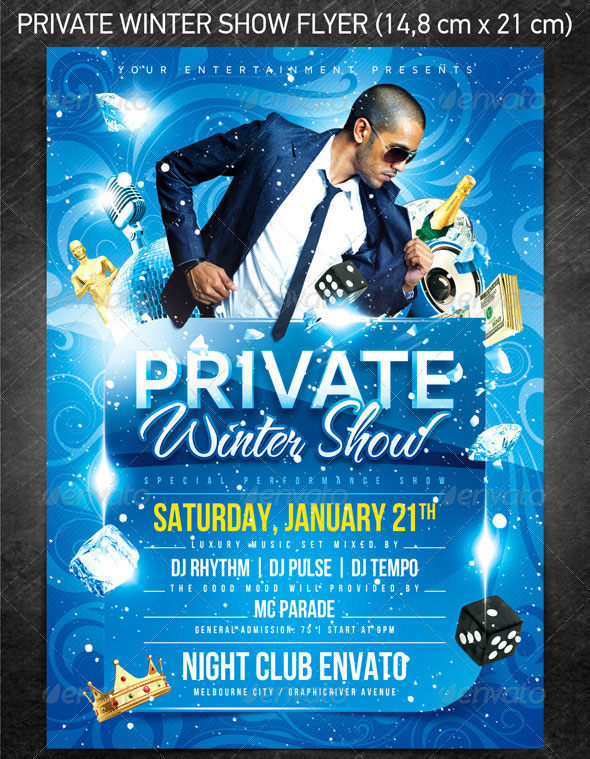 PRIVATE WINTER SHOW FLYER (14,8 cm x 21 cm)
YOUR ENTERTAINMENT PRESENTS
PRIVATE
Winter Show
SPECIAL PERFORMANCE SHOW
SATURDAY, JANUARY 21TH
LUXURY MUSIC SET MIXED BY
DJ RHYTHM | DJ PULSE | DJ TEMPO
THE GOOD MOOD WILL PROVIDED BY
MC PARADE
GENERAL ADMISSION: 7$ | START AT 9PM
NIGHT CLUB ENVATO
MELBOURNE CITY / GRAPHICRIVER AVENUE
envato